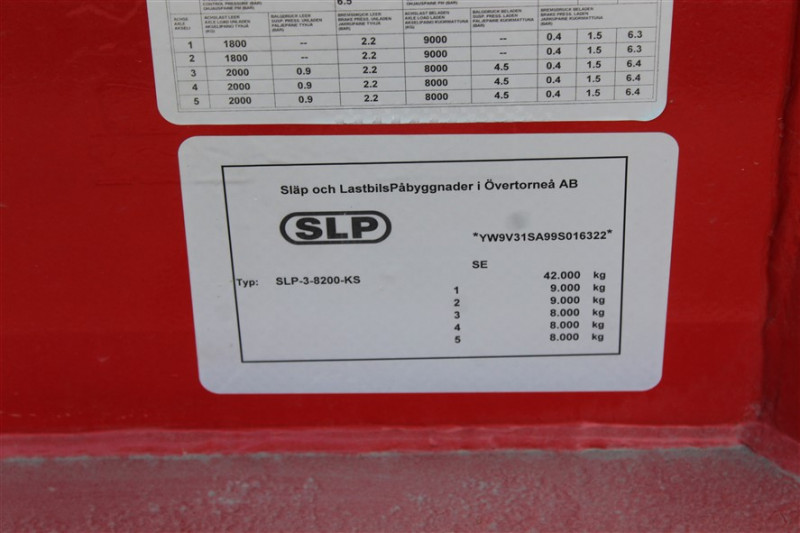 6.5
1 1800 -- 2.2 9000 -- 0.4 1.5 6.3
2 1800 -- 2.2 9000 -- 0.4 1.5 6.3
3 2000 0.9 2.2 8000 4.5 0.4 1.5 6.4
4 2000 0.9 2.2 8000 4.5 0.4 1.5 6.4
5 2000 0.9 2.2 8000 4.5 0.4 1.5 6.4
Släp och LastbilsPåbyggnader i Övertorneå AB
SLP
*YW9V31SA99S016322*
SE
42.000 kg
Typ: SLP-3-8200-KS
1 9.000 kg
2 9.000 kg
3 8.000 kg
4 8.000 kg
5 8.000 kg